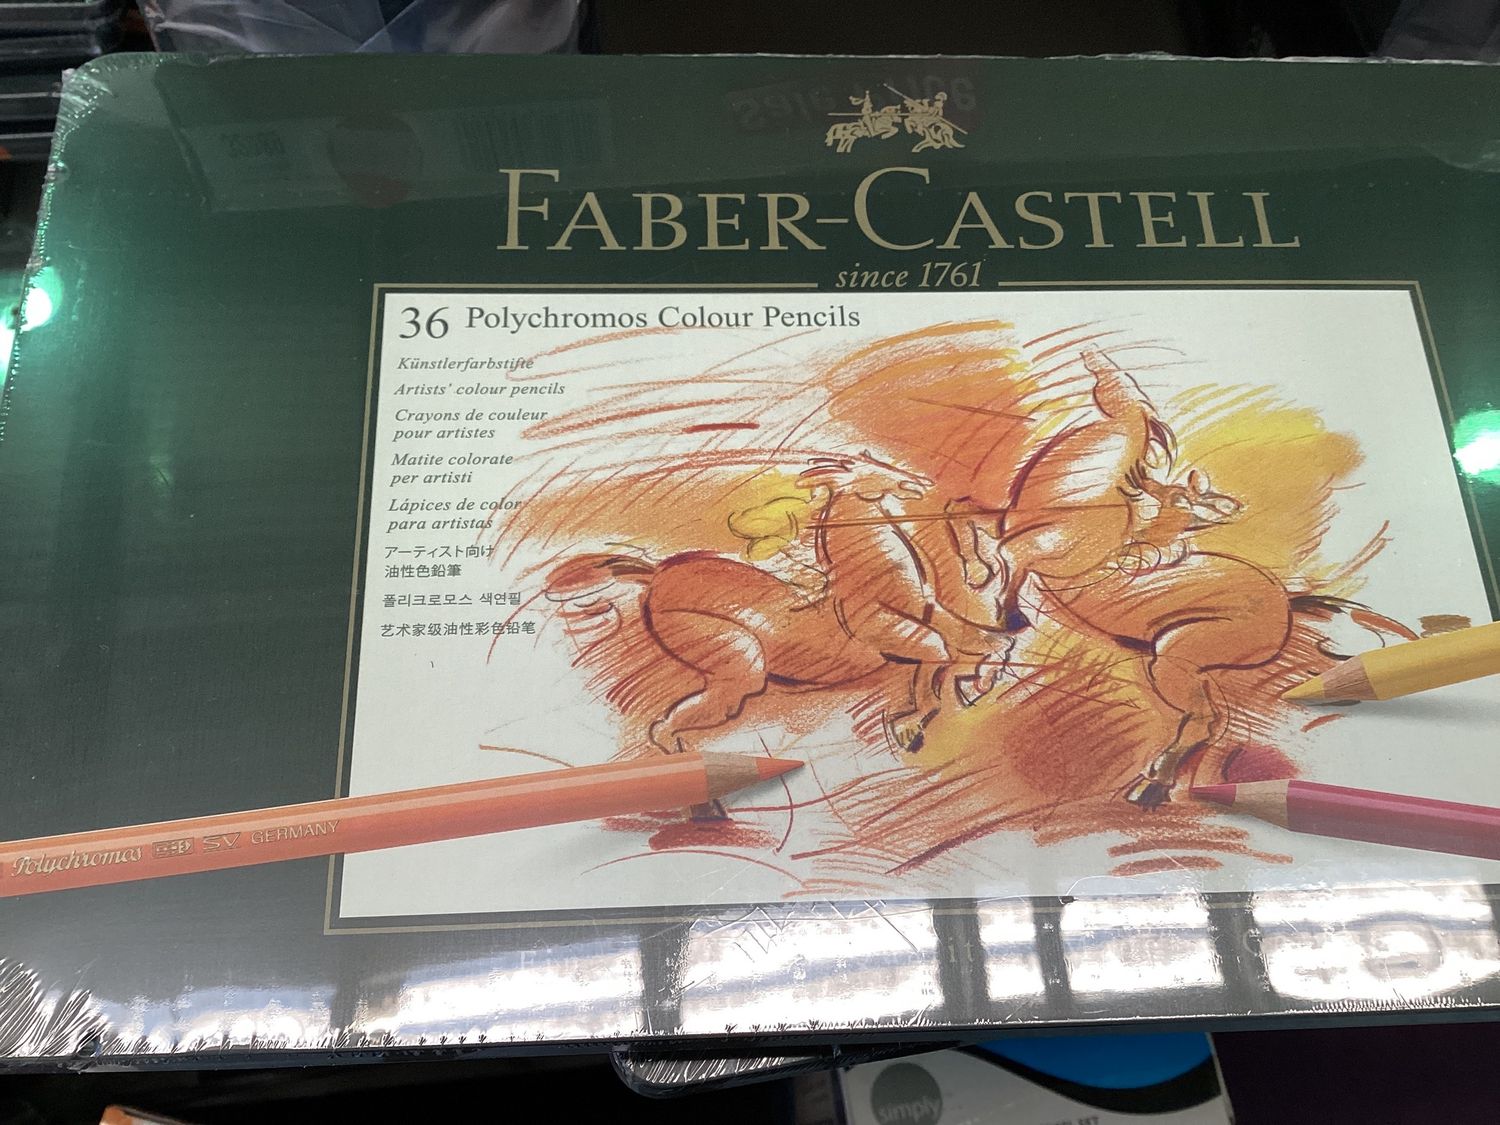 FABER-CASTELL
since 1761
36 Polychromos Colour Pencils
Künstlerfarbstifte
Artists' colour pencils
Crayons de couleur
pour artistes
Matite colorate
per artisti
Lápices de color
para artistas
アーティスト向け
油性色鉛筆
폴리크로모스 색연필
艺术家级油性彩色铅笔
Polychromos SV GERMANY
simply